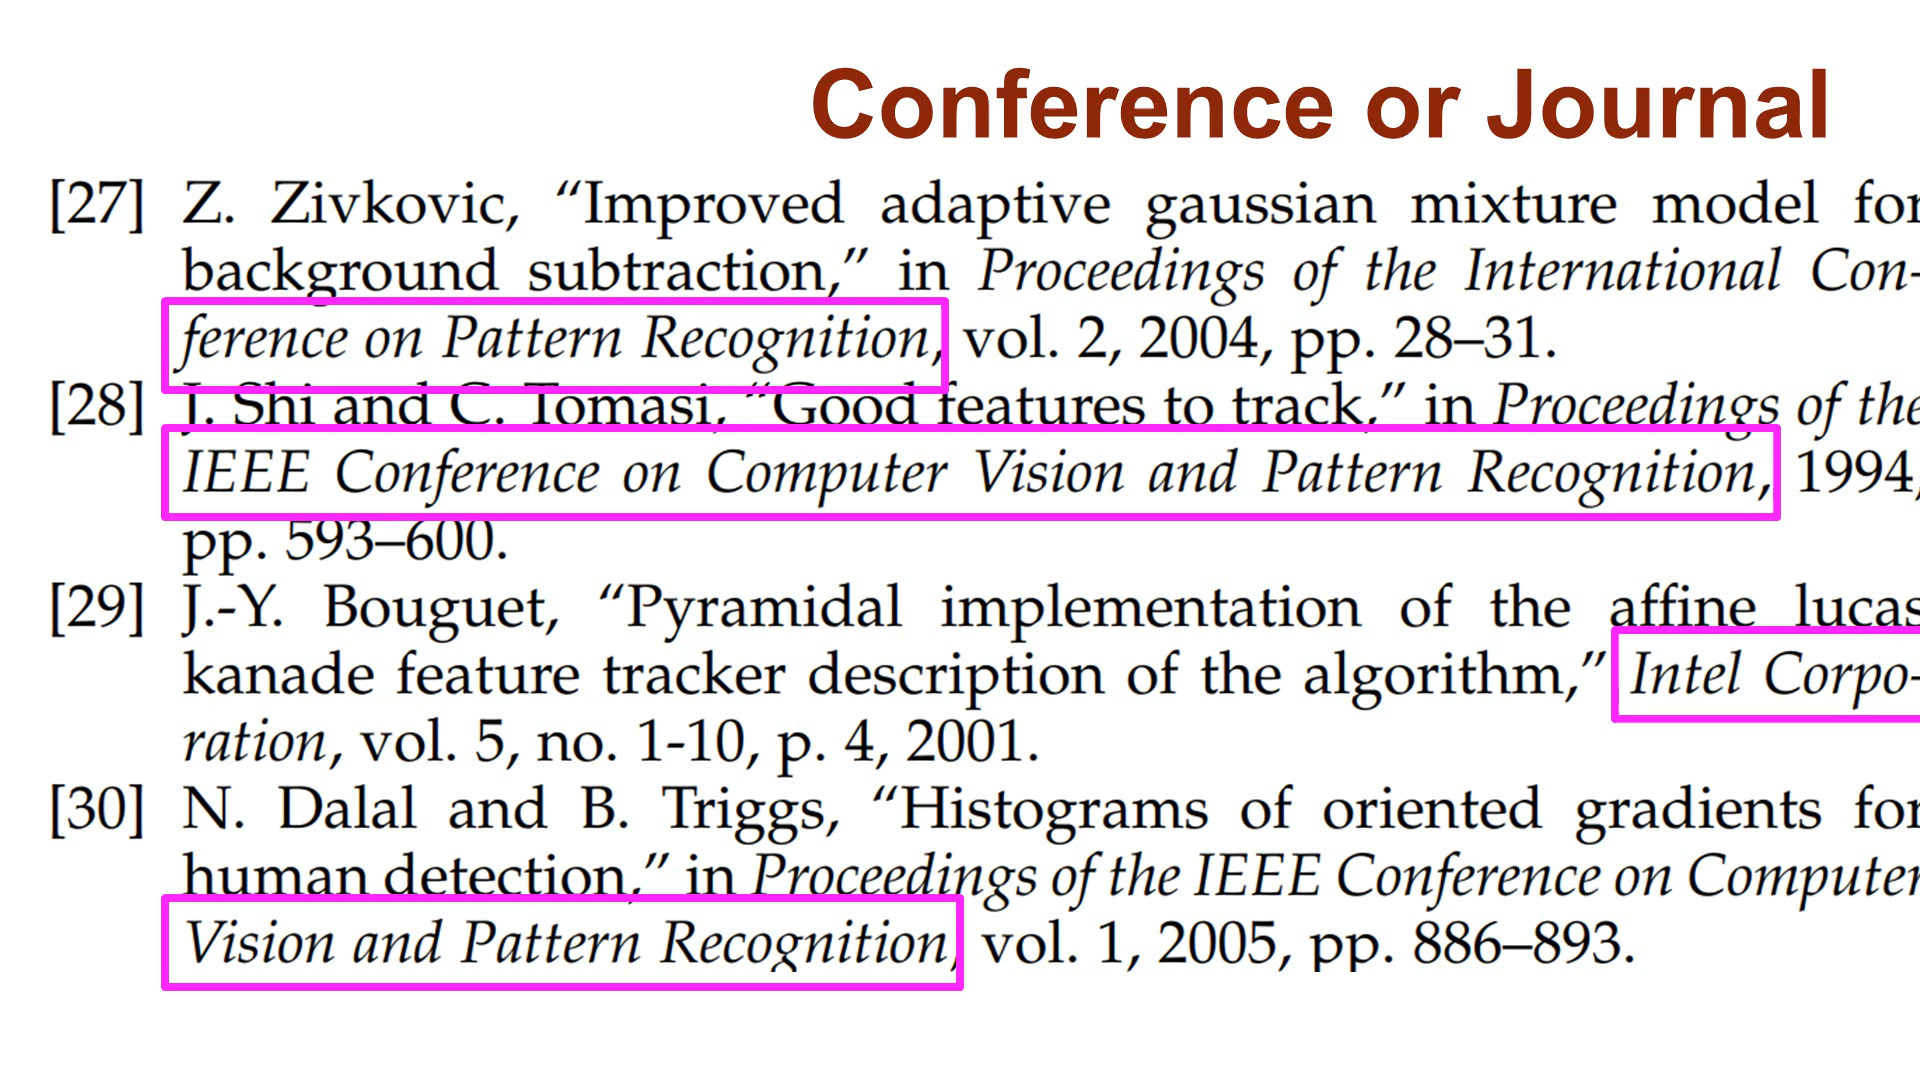 Conference or Journal
[27] Z. Zivkovic, “Improved adaptive gaussian mixture model for
background subtraction,” in Proceedings of the International Con-
ference on Pattern Recognition, vol. 2, 2004, pp. 28–31.
[28] J. Shi and C. Tomasi, “Good features to track,” in Proceedings of the
IEEE Conference on Computer Vision and Pattern Recognition, 1994,
pp. 593–600.
[29] J.-Y. Bouguet, “Pyramidal implementation of the affine lucas
kanade feature tracker description of the algorithm,” Intel Corpo-
ration, vol. 5, no. 1-10, p. 4, 2001.
[30] N. Dalal and B. Triggs, “Histograms of oriented gradients for
human detection,” in Proceedings of the IEEE Conference on Computer
Vision and Pattern Recognition, vol. 1, 2005, pp. 886–893.